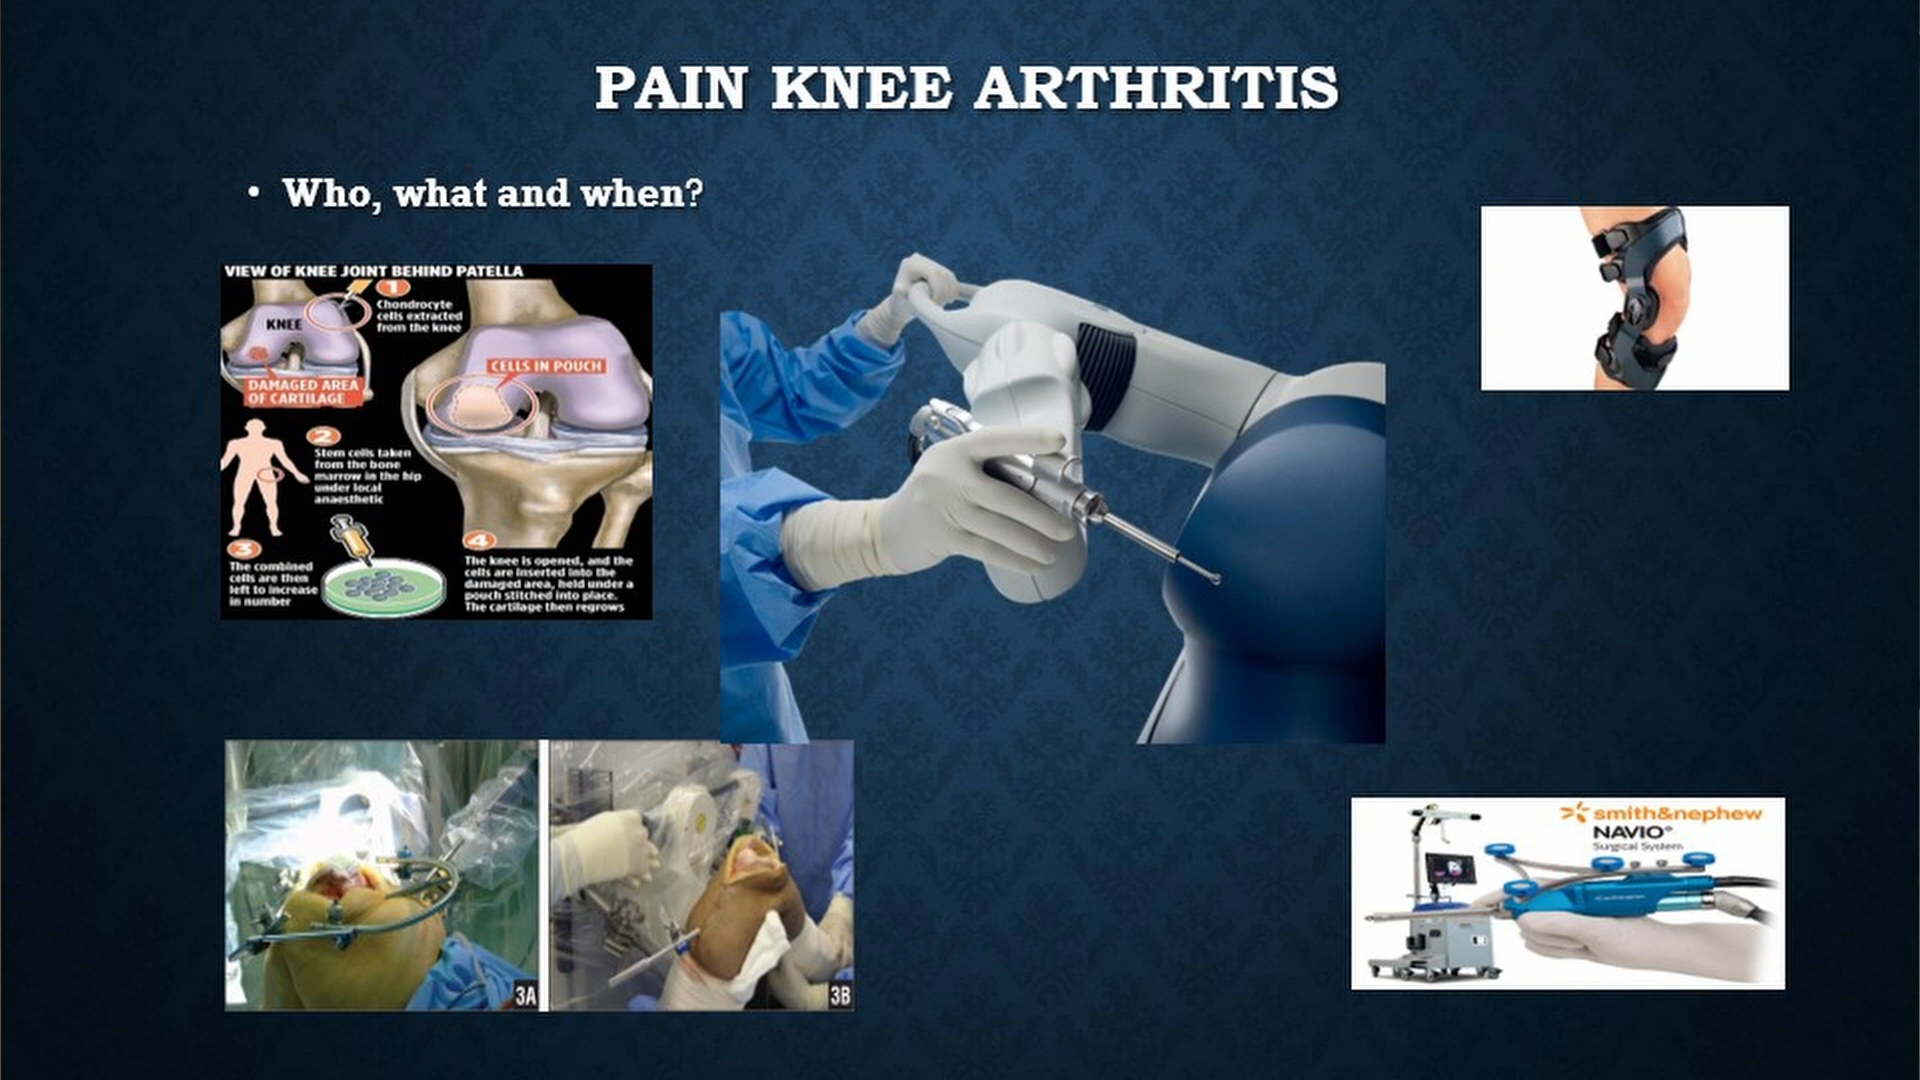 PAIN KNEE ARTHRITIS
• Who, what and when?
VIEW OF KNEE JOINT BEHIND PATELLA
1
Chondrocyte
cells extracted
from the knee
KNEE
CELLS IN POUCH
DAMAGED AREA
OF CARTILAGE
2
Stem cells taken
from the bone
marrow in the hip
under local
anaesthetic
3
The combined
cells are then
left to increase
in number
4
The knee is opened, and the
cells are inserted into the
damaged area, held under a
pouch stitched into place.
The cartilage then regrows
3A
3B
smith&nephew
NAVIO°
Surgical System